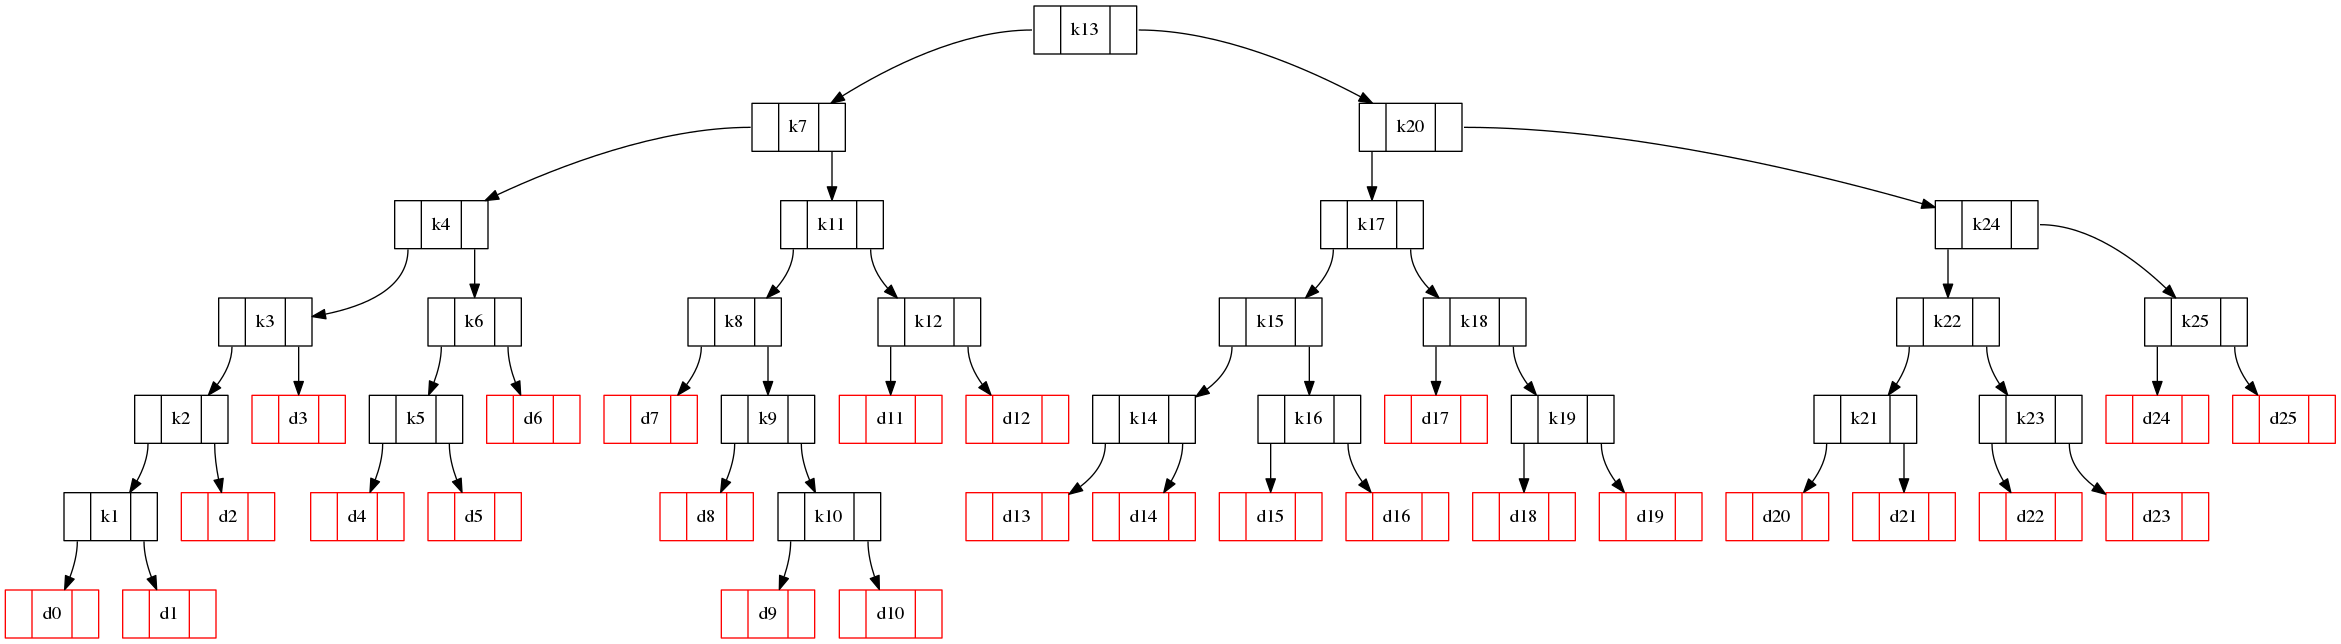 k13
k7 k20
k4 k11 k17 k24
k3 k6 k8 k12 k15 k18 k22 k25
k2 d3 k5 d6 d7 k9 d11 d12 k14 k16 d17 k19 k21 k23 d24 d25
k1 d2 d4 d5 d8 k10 d13 d14 d15 d16 d18 d19 d20 d21 d22 d23
d0 d1 d9 d10